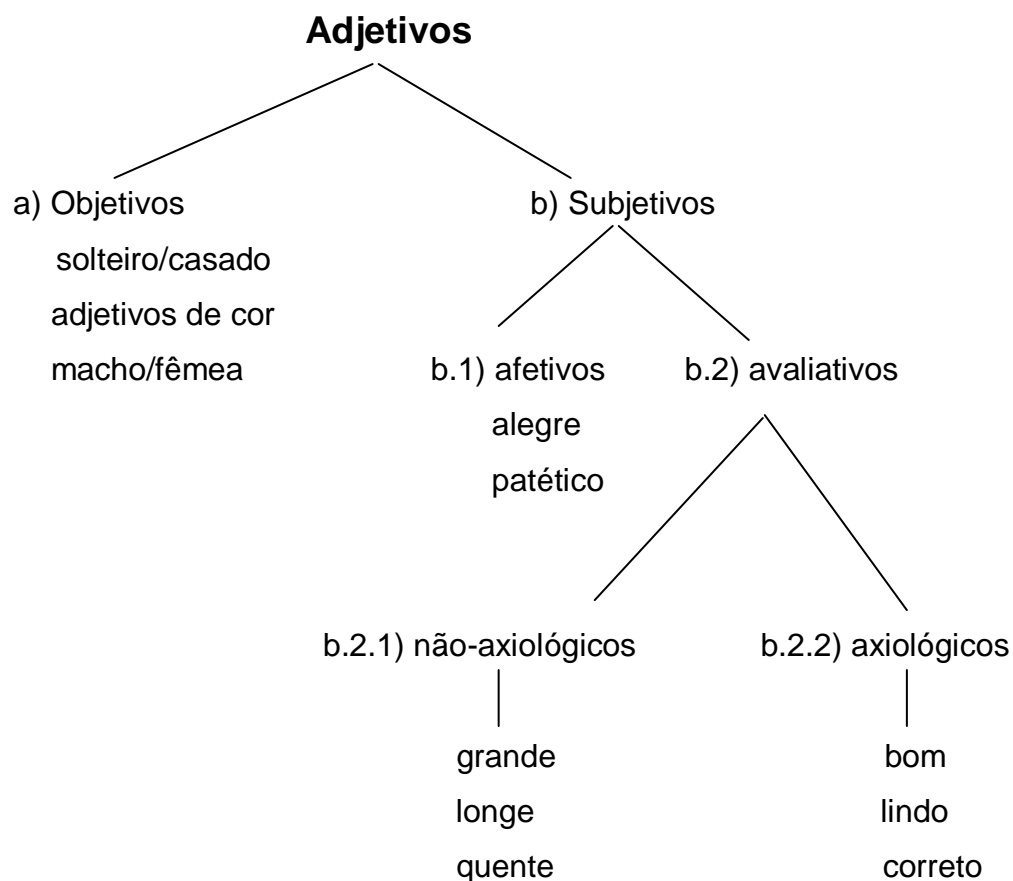 Adjetivos
a) Objetivos
solteiro/casado
adjetivos de cor
macho/fêmea
b) Subjetivos
b.1) afetivos
alegre
patético
b.2) avaliativos
b.2.1) não-axiológicos
grande
longe
quente
b.2.2) axiológicos
bom
lindo
correto